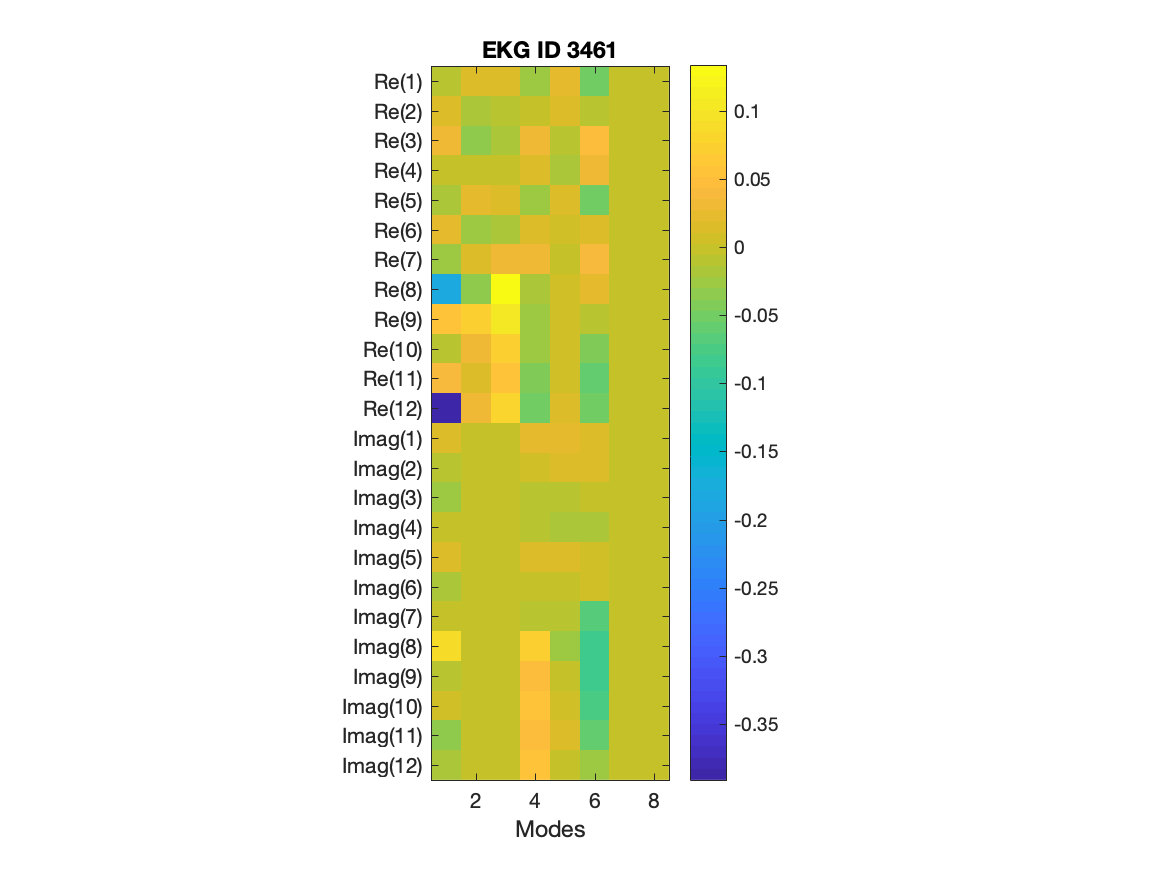 EKG ID 3461
Re(1)
Re(2)
Re(3)
Re(4)
Re(5)
Re(6)
Re(7)
Re(8)
Re(9)
Re(10)
Re(11)
Re(12)
Imag(1)
Imag(2)
Imag(3)
Imag(4)
Imag(5)
Imag(6)
Imag(7)
Imag(8)
Imag(9)
Imag(10)
Imag(11)
Imag(12)
2 4 6 8
Modes
0.1
0.05
0
-0.05
-0.1
-0.15
-0.2
-0.25
-0.3
-0.35